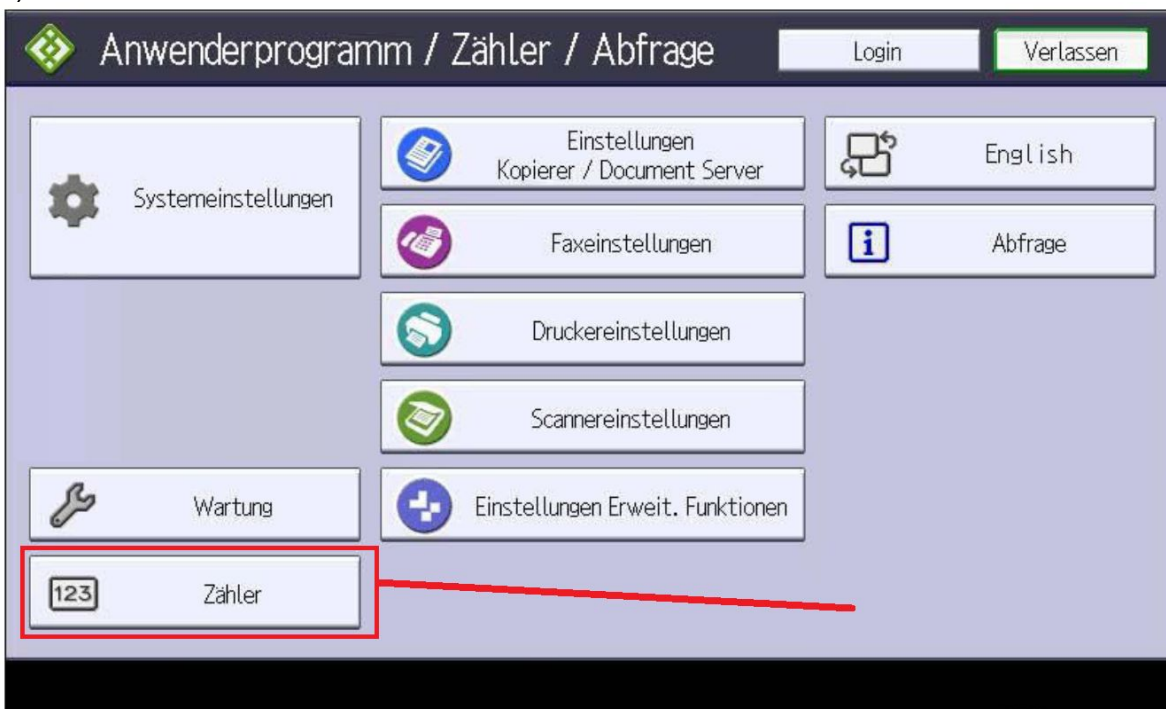 Anwenderprogramm / Zähler / Abfrage
Login
Verlassen
Systemeinstellungen
Einstellungen
Kopierer / Document Server
English
Faxeinstellungen
Abfrage
Druckereinstellungen
Scannereinstellungen
Wartung
Einstellungen Erweit. Funktionen
123
Zähler